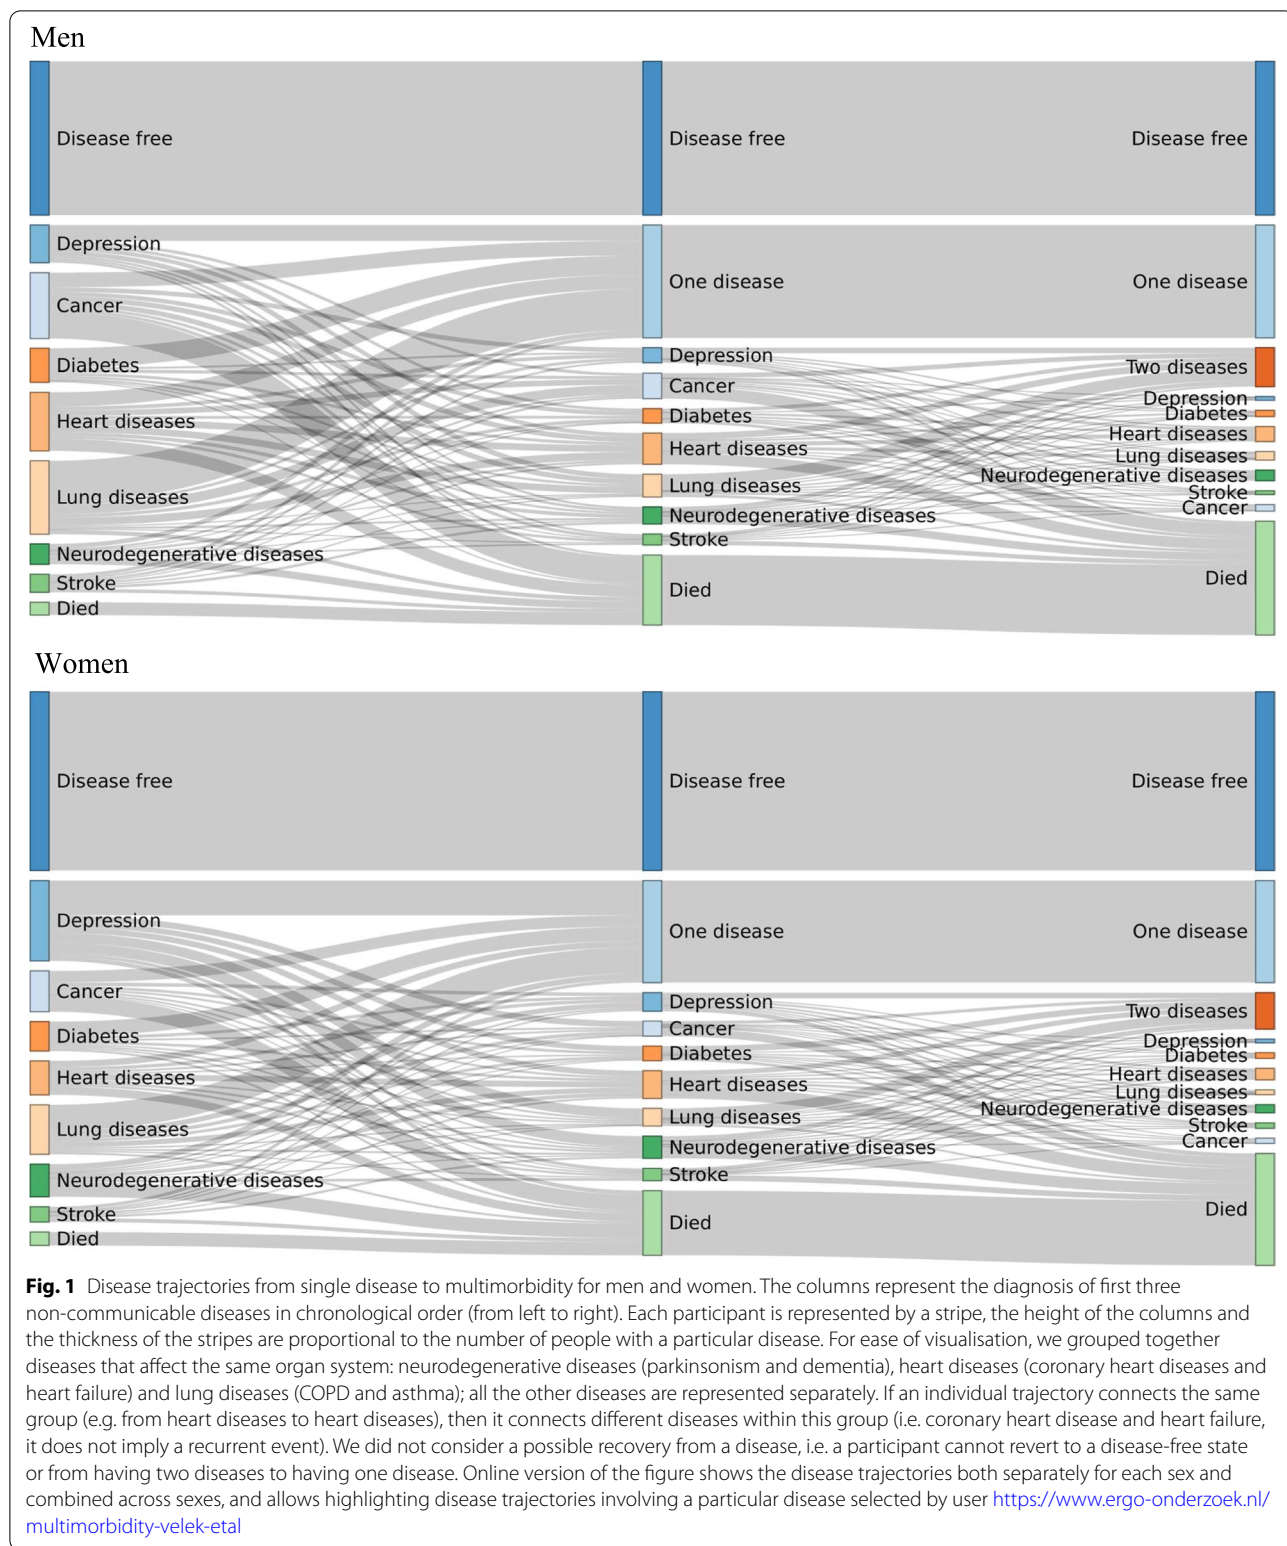 Men
Disease free
Disease free
Disease free
Depression
Cancer
Diabetes
Heart diseases
Lung diseases
Neurodegenerative diseases
Stroke
Died
One disease
Depression
Cancer
Diabetes
Heart diseases
Lung diseases
Neurodegenerative diseases
Stroke
Died
One disease
Two diseases
Depression
Diabetes
Heart diseases
Lung diseases
Neurodegenerative diseases
Stroke
Cancer
Died
Women
Disease free
Disease free
Disease free
Depression
Cancer
Diabetes
Heart diseases
Lung diseases
Neurodegenerative diseases
Stroke
Died
One disease
Depression
Cancer
Diabetes
Heart diseases
Lung diseases
Neurodegenerative diseases
Stroke
Died
One disease
Two diseases
Depression
Diabetes
Heart diseases
Lung diseases
Neurodegenerative diseases
Stroke
Cancer
Died
Fig. 1 Disease trajectories from single disease to multimorbidity for men and women. The columns represent the diagnosis of first three
non-communicable diseases in chronological order (from left to right). Each participant is represented by a stripe, the height of the columns and
the thickness of the stripes are proportional to the number of people with a particular disease. For ease of visualisation, we grouped together
diseases that affect the same organ system: neurodegenerative diseases (parkinsonism and dementia), heart diseases (coronary heart diseases and
heart failure) and lung diseases (COPD and asthma); all the other diseases are represented separately. If an individual trajectory connects the same
group (e.g. from heart diseases to heart diseases), then it connects different diseases within this group (i.e. coronary heart disease and heart failure,
it does not imply a recurrent event). We did not consider a possible recovery from a disease, i.e. a participant cannot revert to a disease-free state
or from having two diseases to having one disease. Online version of the figure shows the disease trajectories both separately for each sex and
combined across sexes, and allows highlighting disease trajectories involving a particular disease selected by user https://www.ergo-onderzoek.nl/
multimorbidity-velek-etal